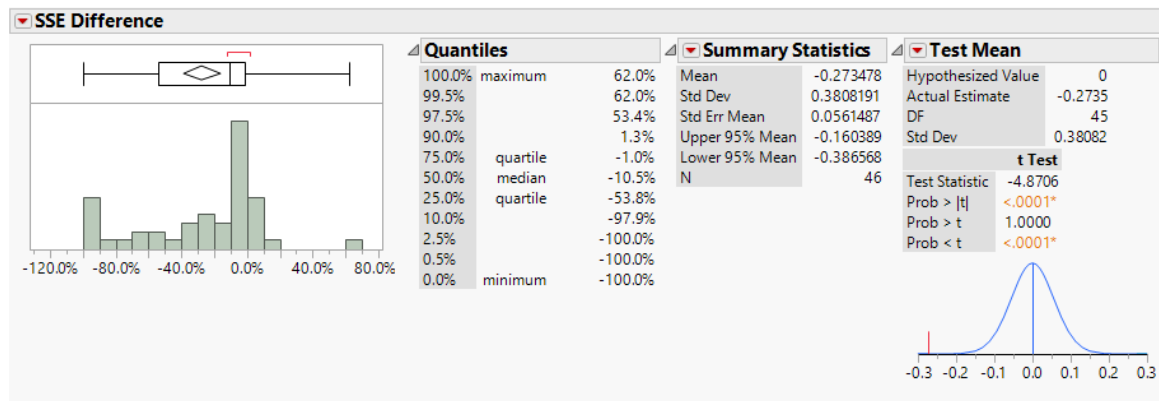 SSE Difference
-120.0% -80.0% -40.0% 0.0% 40.0% 80.0%
Quantiles
100.0% maximum 62.0%
99.5% 62.0%
97.5% 53.4%
90.0% 1.3%
75.0% quartile -1.0%
50.0% median -10.5%
25.0% quartile -53.8%
10.0% -97.9%
2.5% -100.0%
0.5% -100.0%
0.0% minimum -100.0%
Summary Statistics
Mean -0.273478
Std Dev 0.3808191
Std Err Mean 0.0561487
Upper 95% Mean -0.160389
Lower 95% Mean -0.386568
N 46
Test Mean
Hypothesized Value 0
Actual Estimate -0.2735
DF 45
Std Dev 0.38082
t Test
Test Statistic -4.8706
Prob > |t| <.0001*
Prob > t 1.0000
Prob < t <.0001*
-0.3 -0.2 -0.1 0.0 0.1 0.2 0.3